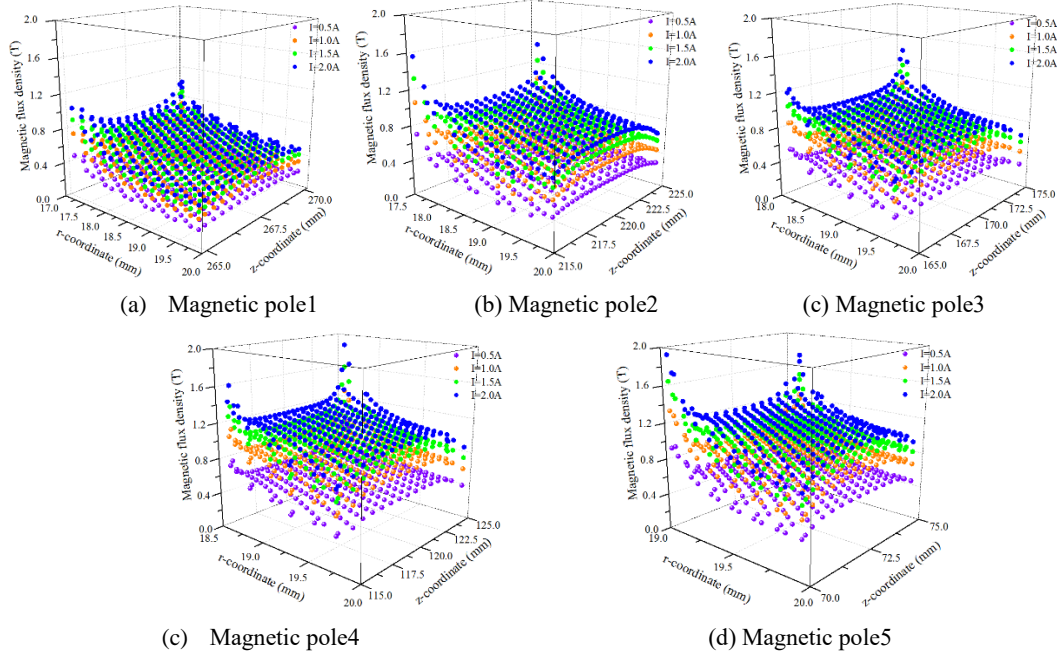 2.0
1.6
1.2
0.8
0.4
0.0
Magnetic flux density (T)
17.0
17.5
18.0
18.5
19.0
19.5
20.0
r-coordinate (mm)
265.0
267.5
270.0
z-coordinate (mm)
I=0.5A
I=1.0A
I=1.5A
I=2.0A
(a) Magnetic pole1
2.0
1.6
1.2
0.8
0.4
0.0
Magnetic flux density (T)
17.5
18.0
18.5
19.0
19.5
20.0
r-coordinate (mm)
215.0
217.5
220.0
222.5
225.0
z-coordinate (mm)
I=0.5A
I=1.0A
I=1.5A
I=2.0A
(b) Magnetic pole2
2.0
1.6
1.2
0.8
0.4
0.0
Magnetic flux density (T)
18.0
18.5
19.0
19.5
20.0
r-coordinate (mm)
165.0
167.5
170.0
172.5
175.0
z-coordinate (mm)
I=0.5A
I=1.0A
I=1.5A
I=2.0A
(c) Magnetic pole3
2.0
1.6
1.2
0.8
0.4
0.0
Magnetic flux density (T)
18.5
19.0
19.5
20.0
r-coordinate (mm)
115.0
117.5
120.0
122.5
125.0
z-coordinate (mm)
I=0.5A
I=1.0A
I=1.5A
I=2.0A
(c) Magnetic pole4
2.0
1.6
1.2
0.8
0.4
0.0
Magnetic flux density (T)
19.0
19.5
20.0
r-coordinate (mm)
70.0
72.5
75.0
z-coordinate (mm)
I=0.5A
I=1.0A
I=1.5A
I=2.0A
(d) Magnetic pole5